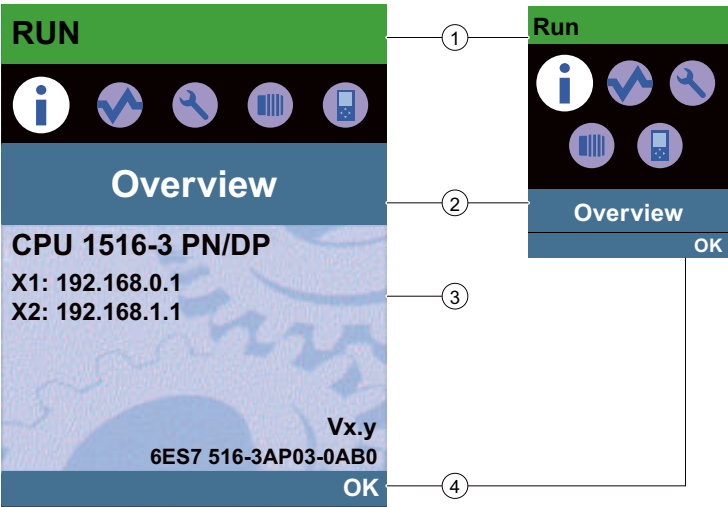 RUN
Overview
CPU 1516-3 PN/DP
X1: 192.168.0.1
X2: 192.168.1.1
Vx.y
6ES7 516-3AP03-0AB0
OK
1
2
3
4
Run
Overview
OK